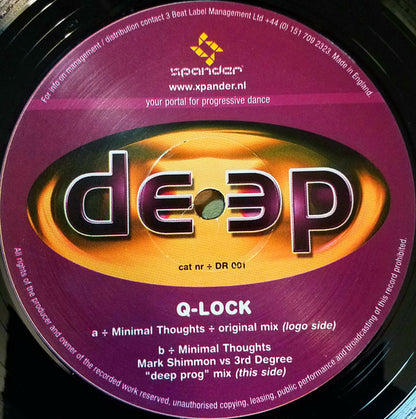 For info on management / distribution contact 3 Beat Label Management Ltd +44 (0) 151 709 2323. Made in England.
xpander
www.xpander.nl
your portal for progressive dance
deep
cat nr ÷ DR 001
Q-LOCK
a ÷ Minimal Thoughts ÷ original mix (logo side)
b ÷ Minimal Thoughts
Mark Shimmon vs 3rd Degree
"deep prog" mix (this side)
All rights of the producer and owner of the recorded work reserved, unauthorised copying, leasing, public performance and broadcasting of this record prohibited.